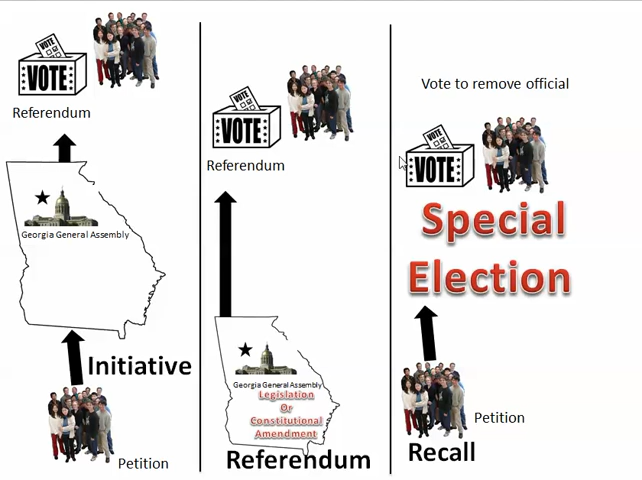 VOTE
Referendum
Georgia General Assembly
Initiative
Petition
VOTE
Referendum
Georgia General Assembly
Legislation
Or
Constitutional
Amendment
Referendum
Vote to remove official
VOTE
Special
Election
Petition
Recall